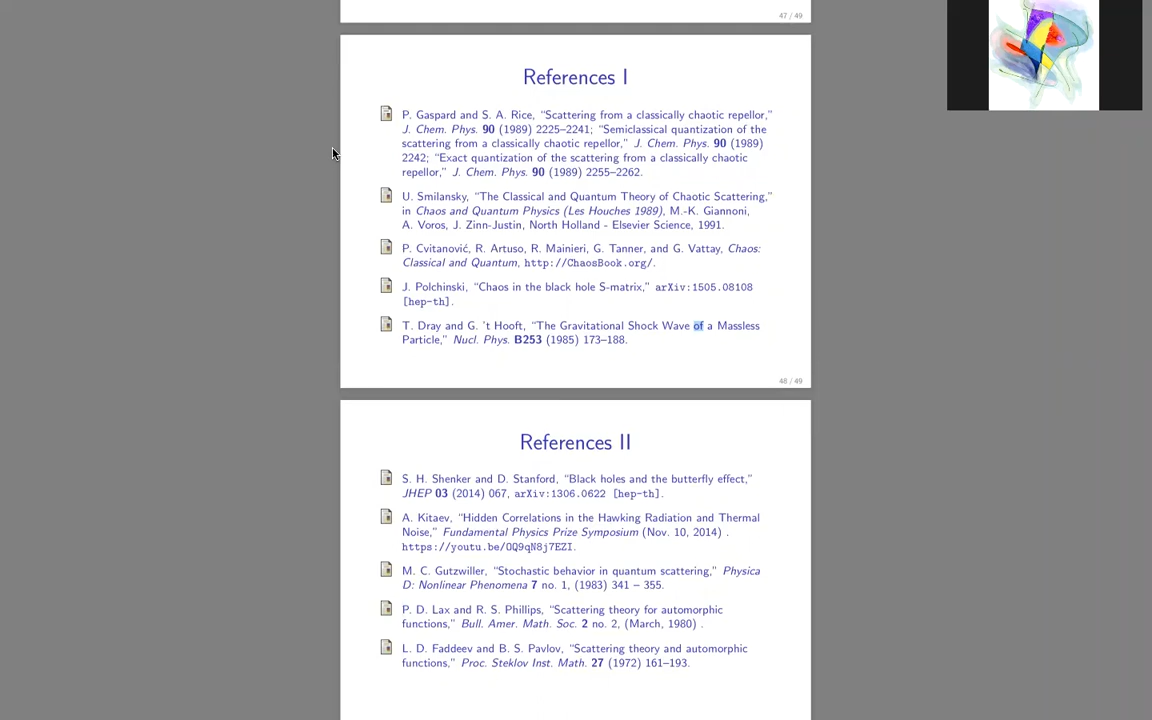 47 / 49
References I
P. Gaspard and S. A. Rice, “Scattering from a classically chaotic repellor,”
J. Chem. Phys. 90 (1989) 2225–2241; “Semiclassical quantization of the
scattering from a classically chaotic repellor,” J. Chem. Phys. 90 (1989)
2242; “Exact quantization of the scattering from a classically chaotic
repellor,” J. Chem. Phys. 90 (1989) 2255–2262.
U. Smilansky, “The Classical and Quantum Theory of Chaotic Scattering,”
in Chaos and Quantum Physics (Les Houches 1989), M.-K. Giannoni,
A. Voros, J. Zinn-Justin, North Holland - Elsevier Science, 1991.
P. Cvitanović, R. Artuso, R. Mainieri, G. Tanner, and G. Vattay, Chaos:
Classical and Quantum, http://ChaosBook.org/.
J. Polchinski, “Chaos in the black hole S-matrix,” arXiv:1505.08108
[hep-th].
T. Dray and G. ’t Hooft, “The Gravitational Shock Wave of a Massless
Particle,” Nucl. Phys. B253 (1985) 173–188.
48 / 49
References II
S. H. Shenker and D. Stanford, “Black holes and the butterfly effect,”
JHEP 03 (2014) 067, arXiv:1306.0622 [hep-th].
A. Kitaev, “Hidden Correlations in the Hawking Radiation and Thermal
Noise,” Fundamental Physics Prize Symposium (Nov. 10, 2014) .
https://youtu.be/OQ9qN8j7EZI.
M. C. Gutzwiller, “Stochastic behavior in quantum scattering,” Physica
D: Nonlinear Phenomena 7 no. 1, (1983) 341 – 355.
P. D. Lax and R. S. Phillips, “Scattering theory for automorphic
functions,” Bull. Amer. Math. Soc. 2 no. 2, (March, 1980) .
L. D. Faddeev and B. S. Pavlov, “Scattering theory and automorphic
functions,” Proc. Steklov Inst. Math. 27 (1972) 161–193.